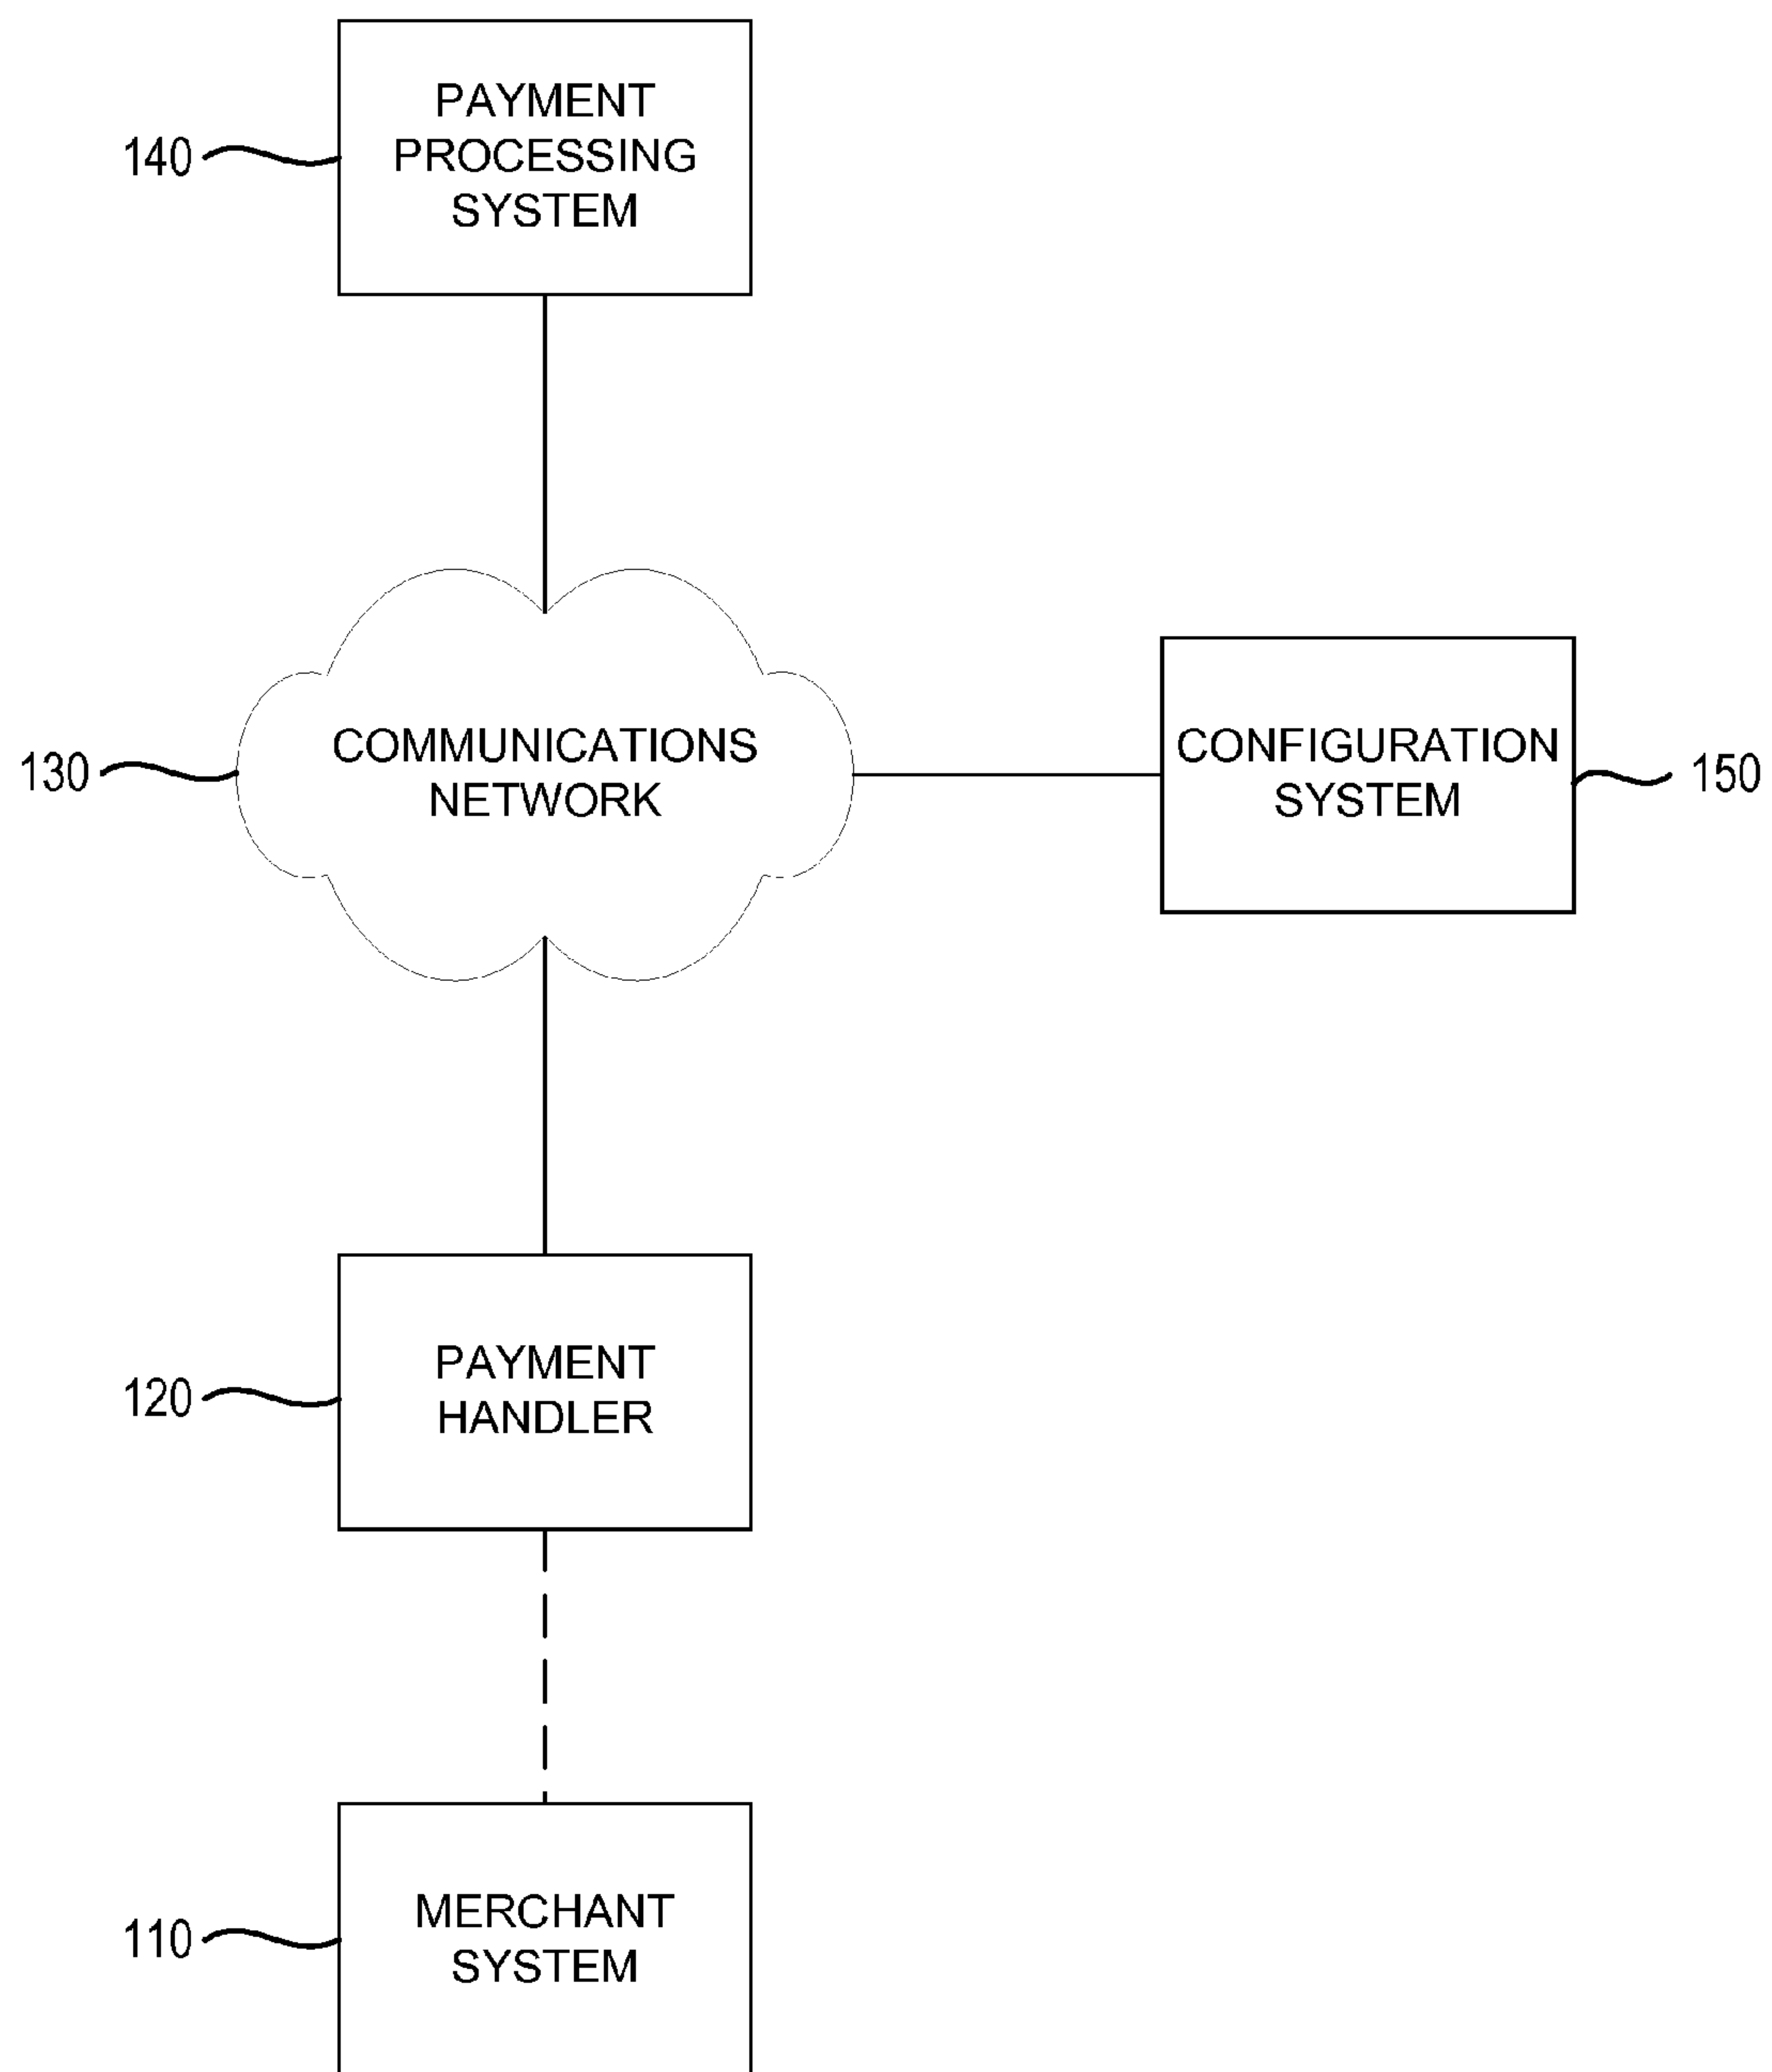 PAYMENT
PROCESSING
SYSTEM
140
COMMUNICATIONS
NETWORK
130
CONFIGURATION
SYSTEM
150
PAYMENT
HANDLER
120
MERCHANT
SYSTEM
110